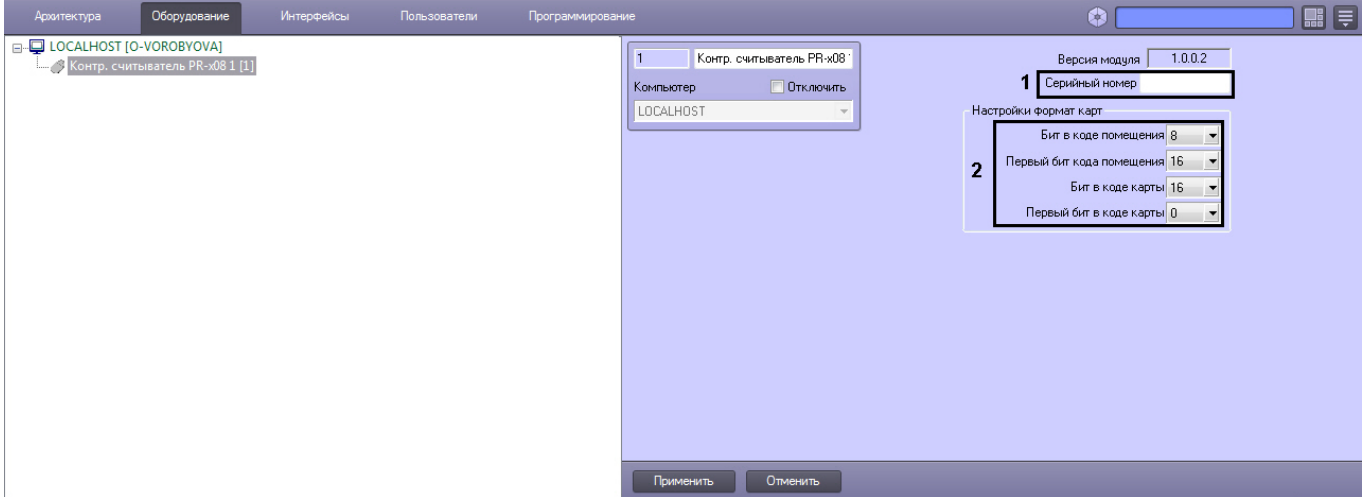 Архитектура Оборудование Интерфейсы Пользователи Программирование
LOCALHOST [O-VOROBYOVA]
Контр. считыватель PR-x08 1 [1]
1 Контр. считыватель PR-x08
Компьютер Отключить
LOCALHOST
Версия модуля 1.0.0.2
1 Серийный номер
Настройки формат карт
2
Бит в коде помещения 8
Первый бит кода помещения 16
Бит в коде карты 16
Первый бит в коде карты 0
Применить Отменить